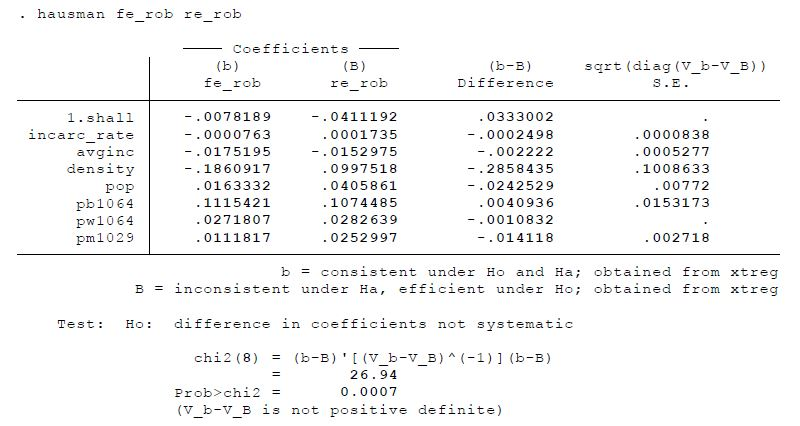 . hausman fe_rob re_rob
Coefficients
(b) (B) (b-B) sqrt(diag(V_b-V_B))
fe_rob re_rob Difference S.E.
1.shall -.0078189 -.0411192 .0333002 .
incarc_rate -.0000763 .0001735 -.0002498 .0000838
avginc -.0175195 -.0152975 -.002222 .0005277
density -.1860917 .0997518 -.2858435 .1008633
pop .0163332 .0405861 -.0242529 .00772
pb1064 .1115421 .1074485 .0040936 .0153173
pw1064 .0271807 .0282639 -.0010832 .
pm1029 .0111817 .0252997 -.014118 .002718
b = consistent under Ho and Ha; obtained from xtreg
B = inconsistent under Ha, efficient under Ho; obtained from xtreg
Test: Ho: difference in coefficients not systematic
chi2(8) = (b-B)'[(V_b-V_B)^(-1)](b-B)
= 26.94
Prob>chi2 = 0.0007
(V_b-V_B is not positive definite)